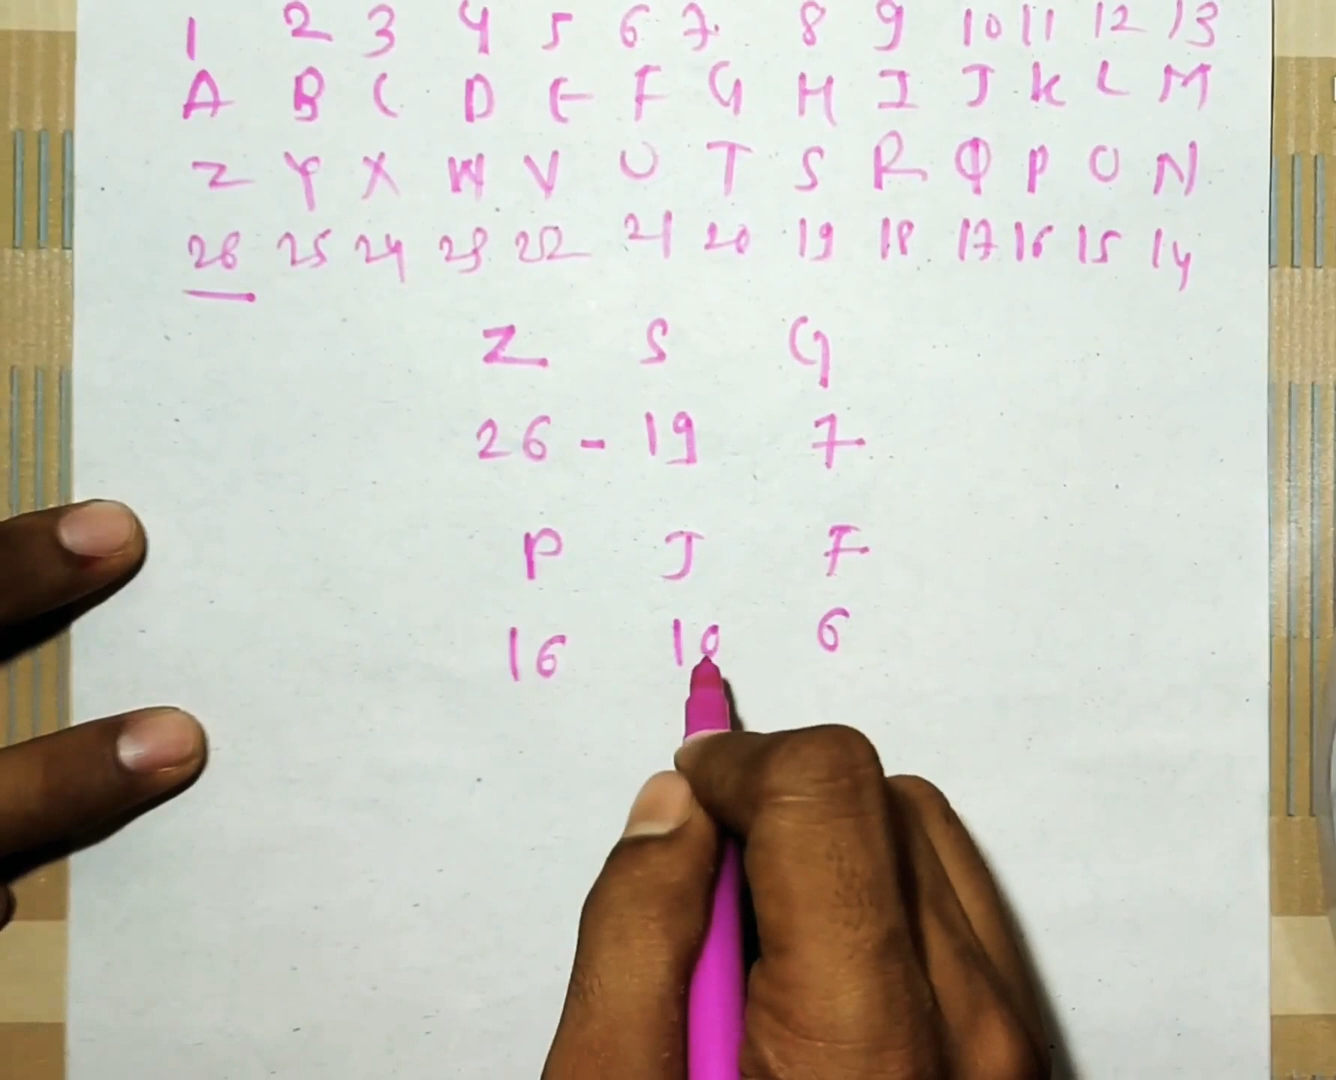 1 2 3 4 5 6 7 8 9 10 11 12 13
A B C D E F G H I J K L M
Z Y X W V U T S R Q P O N
26 25 24 23 22 21 20 19 18 17 16 15 14
Z S G
26 - 19 7
P J F
16 10 6